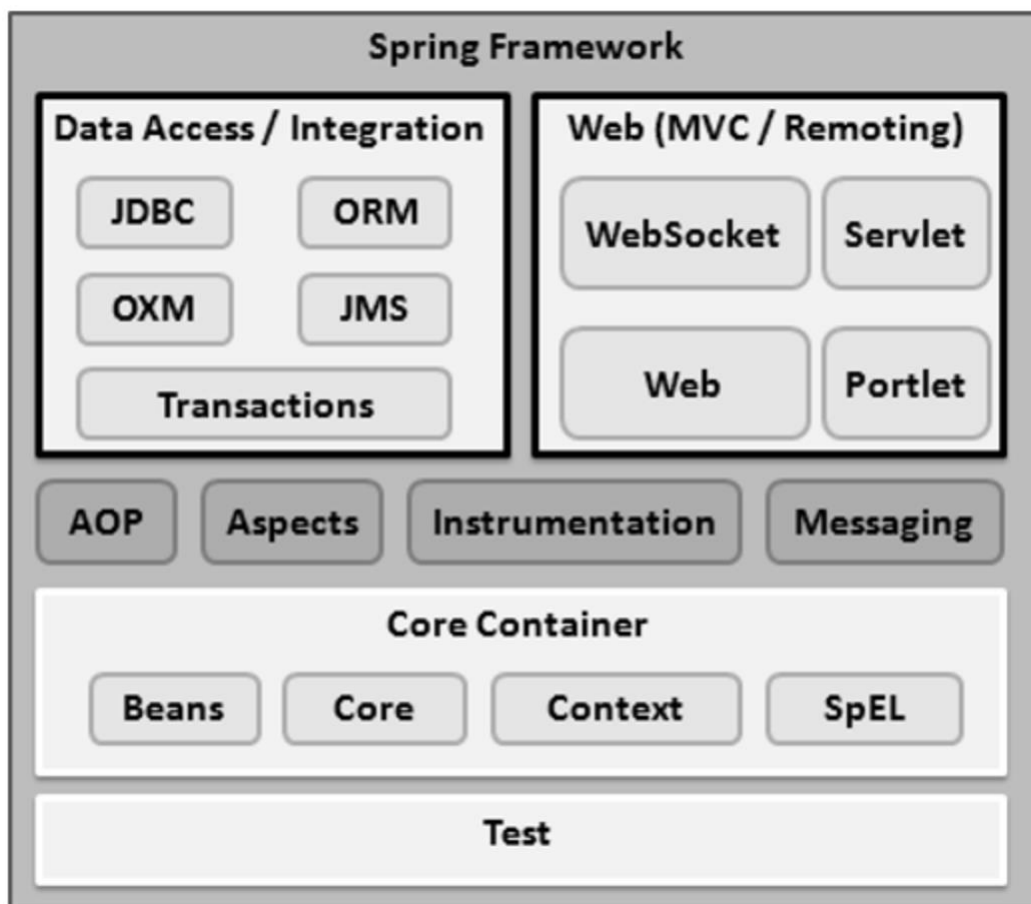 Spring Framework
Data Access / Integration
JDBC
ORM
OXM
JMS
Transactions
Web (MVC / Remoting)
WebSocket
Servlet
Web
Portlet
AOP
Aspects
Instrumentation
Messaging
Core Container
Beans
Core
Context
SpEL
Test